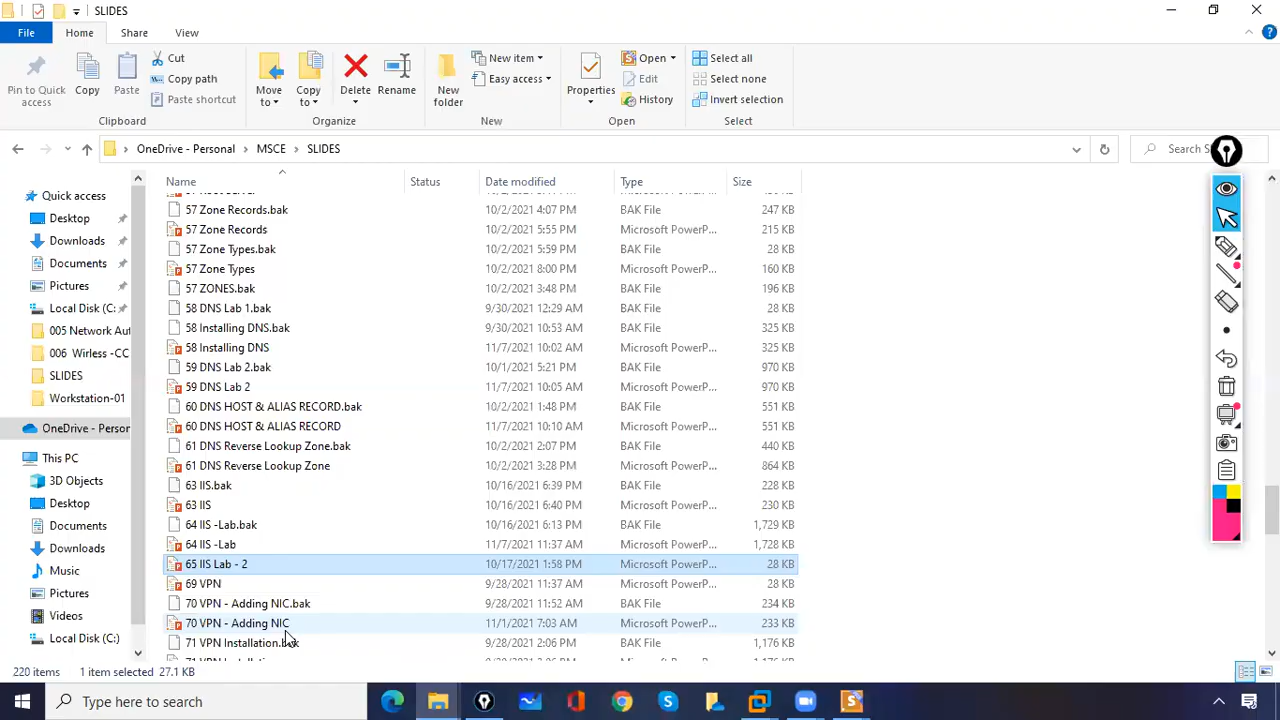 SLIDES
File Home Share View
Pin to Quick access
Copy
Paste
Cut
Copy path
Paste shortcut
Move to
Copy to
Delete
Rename
New folder
New item
Easy access
Properties
Open
Edit
History
Select all
Select none
Invert selection
Clipboard Organize New Open Select
OneDrive - Personal MSCE SLIDES
Search
Name Status Date modified Type Size
Quick access
Desktop
Downloads
Documents
Pictures
Local Disk (C:
005 Network Aut
006 Wirless -CC
SLIDES
Workstation-01
OneDrive - Person
This PC
3D Objects
Desktop
Documents
Downloads
Music
Pictures
Videos
Local Disk (C:)
57 Zone Records.bak 10/2/2021 4:07 PM BAK File 247 KB
57 Zone Records 10/2/2021 5:55 PM Microsoft PowerP... 215 KB
57 Zone Types.bak 10/2/2021 5:59 PM BAK File 28 KB
57 Zone Types 10/2/2021 8:00 PM Microsoft PowerP... 160 KB
57 ZONES.bak 10/2/2021 3:48 PM BAK File 196 KB
58 DNS Lab 1.bak 9/30/2021 12:29 AM BAK File 28 KB
58 Installing DNS.bak 9/30/2021 10:53 AM BAK File 325 KB
58 Installing DNS 11/7/2021 10:02 AM Microsoft PowerP... 325 KB
59 DNS Lab 2.bak 10/1/2021 5:21 PM BAK File 970 KB
59 DNS Lab 2 11/7/2021 10:05 AM Microsoft PowerP... 970 KB
60 DNS HOST & ALIAS RECORD.bak 10/2/2021 1:48 PM BAK File 551 KB
60 DNS HOST & ALIAS RECORD 11/7/2021 10:10 AM Microsoft PowerP... 551 KB
61 DNS Reverse Lookup Zone.bak 10/2/2021 2:07 PM BAK File 440 KB
61 DNS Reverse Lookup Zone 10/2/2021 3:28 PM Microsoft PowerP... 864 KB
63 IIS.bak 10/16/2021 6:39 PM BAK File 228 KB
63 IIS 10/16/2021 6:40 PM Microsoft PowerP... 230 KB
64 IIS -Lab.bak 10/16/2021 6:13 PM BAK File 1,729 KB
64 IIS -Lab 11/7/2021 11:37 AM Microsoft PowerP... 1,728 KB
65 IIS Lab - 2 10/17/2021 1:58 PM Microsoft PowerP... 28 KB
69 VPN 9/28/2021 11:37 AM Microsoft PowerP... 28 KB
70 VPN - Adding NIC.bak 9/28/2021 11:52 AM BAK File 234 KB
70 VPN - Adding NIC 11/1/2021 7:03 AM Microsoft PowerP... 233 KB
71 VPN Installation.bak 9/28/2021 2:06 PM BAK File 1,176 KB
220 items 1 item selected 27.1 KB
Type here to search